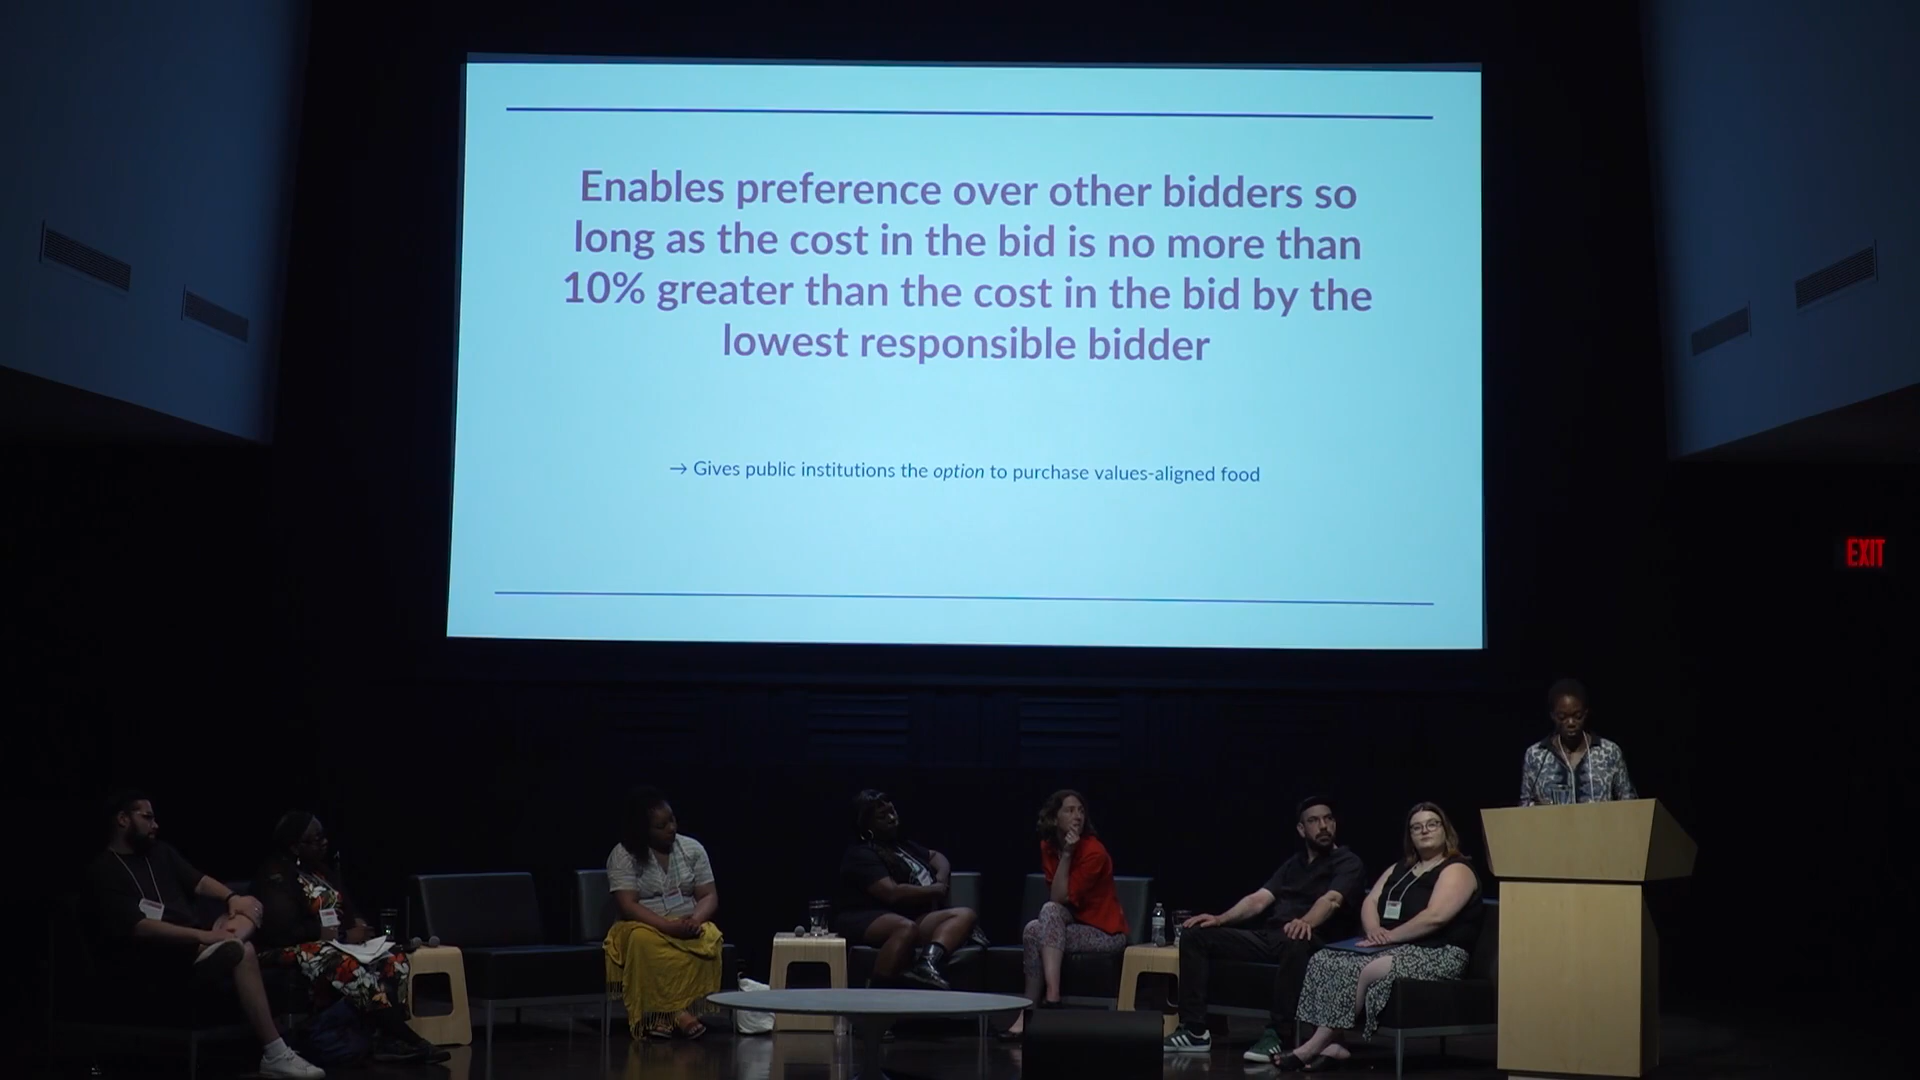 Enables preference over other bidders so
long as the cost in the bid is no more than
10% greater than the cost in the bid by the
lowest responsible bidder
→ Gives public institutions the option to purchase values-aligned food
EXIT